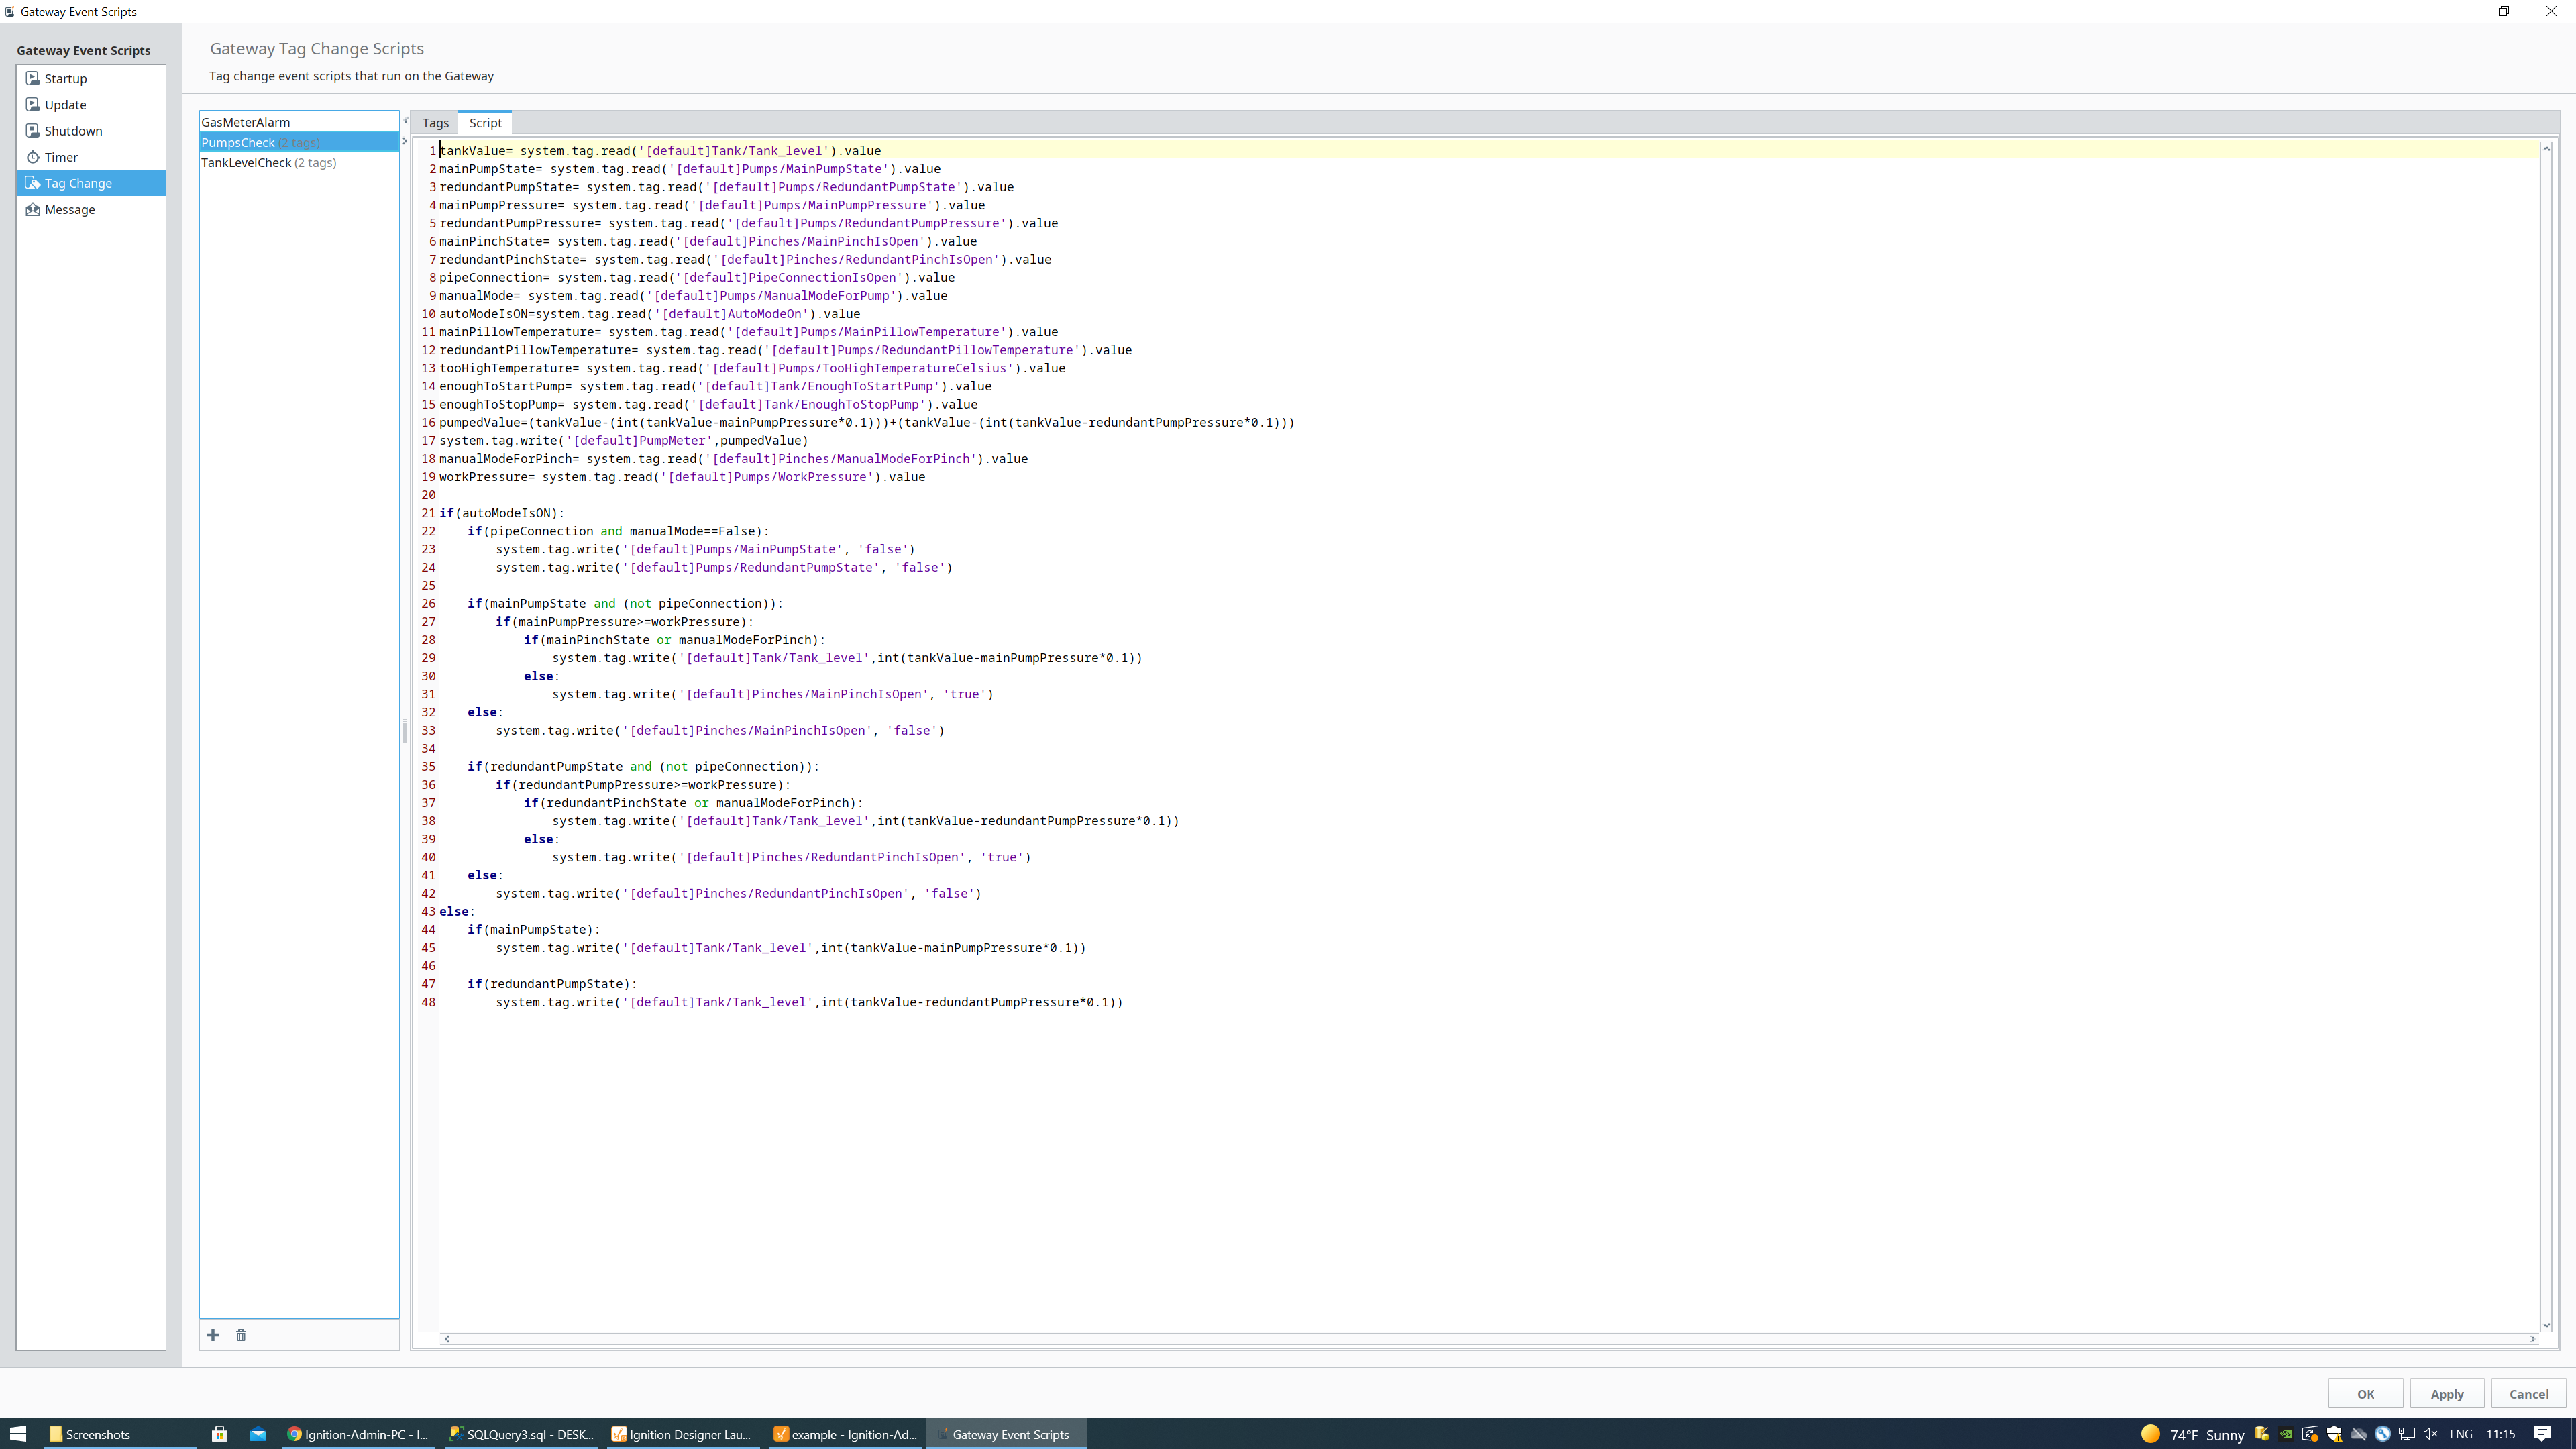 Gateway Event Scripts
Gateway Event Scripts
Startup
Update
Shutdown
Timer
Tag Change
Message
Gateway Tag Change Scripts
Tag change event scripts that run on the Gateway
GasMeterAlarm
PumpsCheck (2 tags)
TankLevelCheck (2 tags)
Tags Script
1 tankValue= system.tag.read('[default]Tank/Tank_level').value
2 mainPumpState= system.tag.read('[default]Pumps/MainPumpState').value
3 redundantPumpState= system.tag.read('[default]Pumps/RedundantPumpState').value
4 mainPumpPressure= system.tag.read('[default]Pumps/MainPumpPressure').value
5 redundantPumpPressure= system.tag.read('[default]Pumps/RedundantPumpPressure').value
6 mainPinchState= system.tag.read('[default]Pinches/MainPinchIsOpen').value
7 redundantPinchState= system.tag.read('[default]Pinches/RedundantPinchIsOpen').value
8 pipeConnection= system.tag.read('[default]PipeConnectionIsOpen').value
9 manualMode= system.tag.read('[default]Pumps/ManualModeForPump').value
10 autoModeIsON=system.tag.read('[default]AutoModeOn').value
11 mainPillowTemperature= system.tag.read('[default]Pumps/MainPillowTemperature').value
12 redundantPillowTemperature= system.tag.read('[default]Pumps/RedundantPillowTemperature').value
13 tooHighTemperature= system.tag.read('[default]Pumps/TooHighTemperatureCelsius').value
14 enoughToStartPump= system.tag.read('[default]Tank/EnoughToStartPump').value
15 enoughToStopPump= system.tag.read('[default]Tank/EnoughToStopPump').value
16 pumpedValue=(tankValue-(int(tankValue-mainPumpPressure*0.1)))+(tankValue-(int(tankValue-redundantPumpPressure*0.1)))
17 system.tag.write('[default]PumpMeter',pumpedValue)
18 manualModeForPinch= system.tag.read('[default]Pinches/ManualModeForPinch').value
19 workPressure= system.tag.read('[default]Pumps/WorkPressure').value
20
21 if(autoModeIsON):
22 if(pipeConnection and manualMode==False):
23 system.tag.write('[default]Pumps/MainPumpState', 'false')
24 system.tag.write('[default]Pumps/RedundantPumpState', 'false')
25
26 if(mainPumpState and (not pipeConnection)):
27 if(mainPumpPressure>=workPressure):
28 if(mainPinchState or manualModeForPinch):
29 system.tag.write('[default]Tank/Tank_level',int(tankValue-mainPumpPressure*0.1))
30 else:
31 system.tag.write('[default]Pinches/MainPinchIsOpen', 'true')
32 else:
33 system.tag.write('[default]Pinches/MainPinchIsOpen', 'false')
34
35 if(redundantPumpState and (not pipeConnection)):
36 if(redundantPumpPressure>=workPressure):
37 if(redundantPinchState or manualModeForPinch):
38 system.tag.write('[default]Tank/Tank_level',int(tankValue-redundantPumpPressure*0.1))
39 else:
40 system.tag.write('[default]Pinches/RedundantPinchIsOpen', 'true')
41 else:
42 system.tag.write('[default]Pinches/RedundantPinchIsOpen', 'false')
43 else:
44 if(mainPumpState):
45 system.tag.write('[default]Tank/Tank_level',int(tankValue-mainPumpPressure*0.1))
46
47 if(redundantPumpState):
48 system.tag.write('[default]Tank/Tank_level',int(tankValue-redundantPumpPressure*0.1))
OK Apply Cancel
Screenshots Ignition-Admin-PC - I... SQLQuery3.sql - DESK... Ignition Designer Lau... example - Ignition-Ad... Gateway Event Scripts 74°F Sunny ENG 11:15